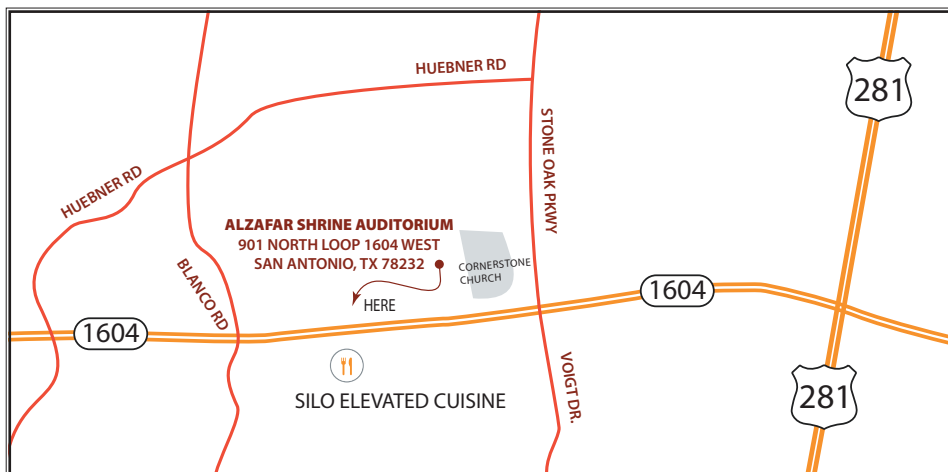 HUEBNER RD
281
STONE OAK PKWY
HUEBNER RD
ALZAFAR SHRINE AUDITORIUM
901 NORTH LOOP 1604 WEST
SAN ANTONIO, TX 78232
CORNERSTONE
CHURCH
BLANCO RD
HERE
1604
1604
VOIGT DR.
SILO ELEVATED CUISINE
281